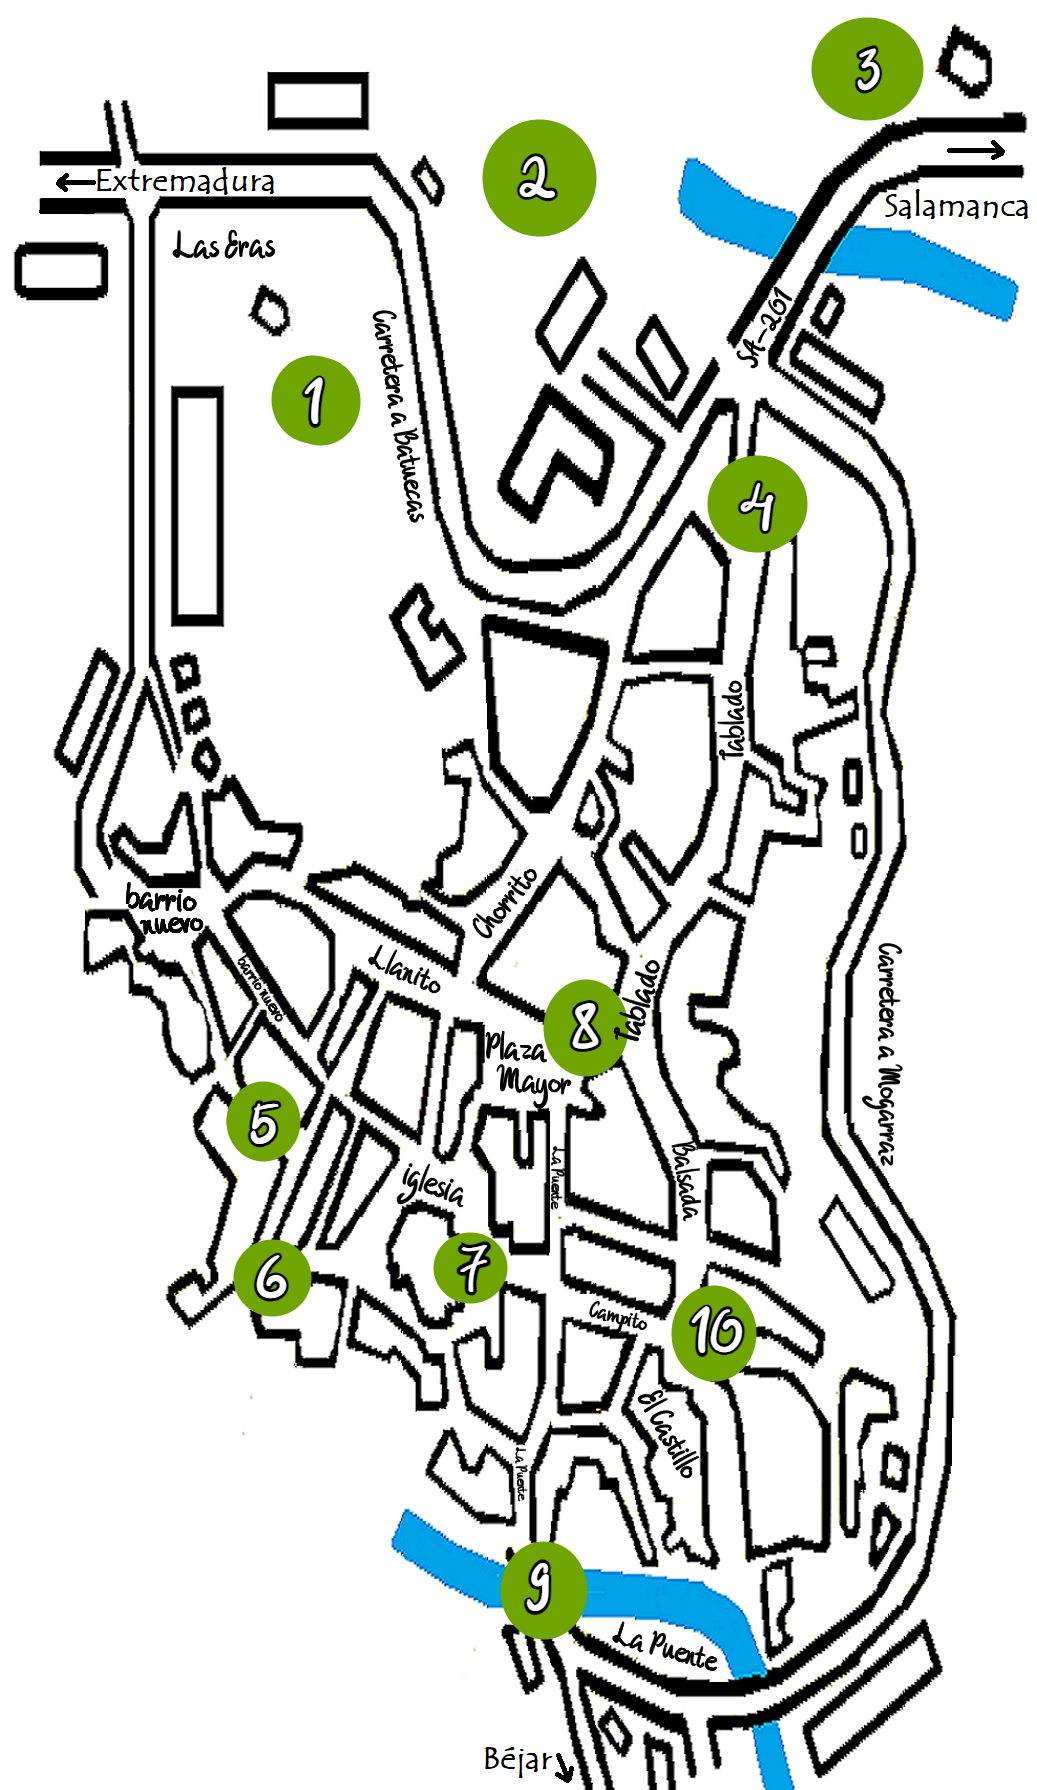 3
2
Extremadura
Salamanca
Las Eras
SA-201
1
Carretera a Batuecas
4
Tablado
barrio
nuevo
Chorrito
Llanito
barrio nuevo
Carretera a Mogarraz
Tablado
8
Plaza
Mayor
5
La Puente
Balsada
iglesia
7
6
Campito
10
El Castillo
La Puente
9
La Puente
Béjar